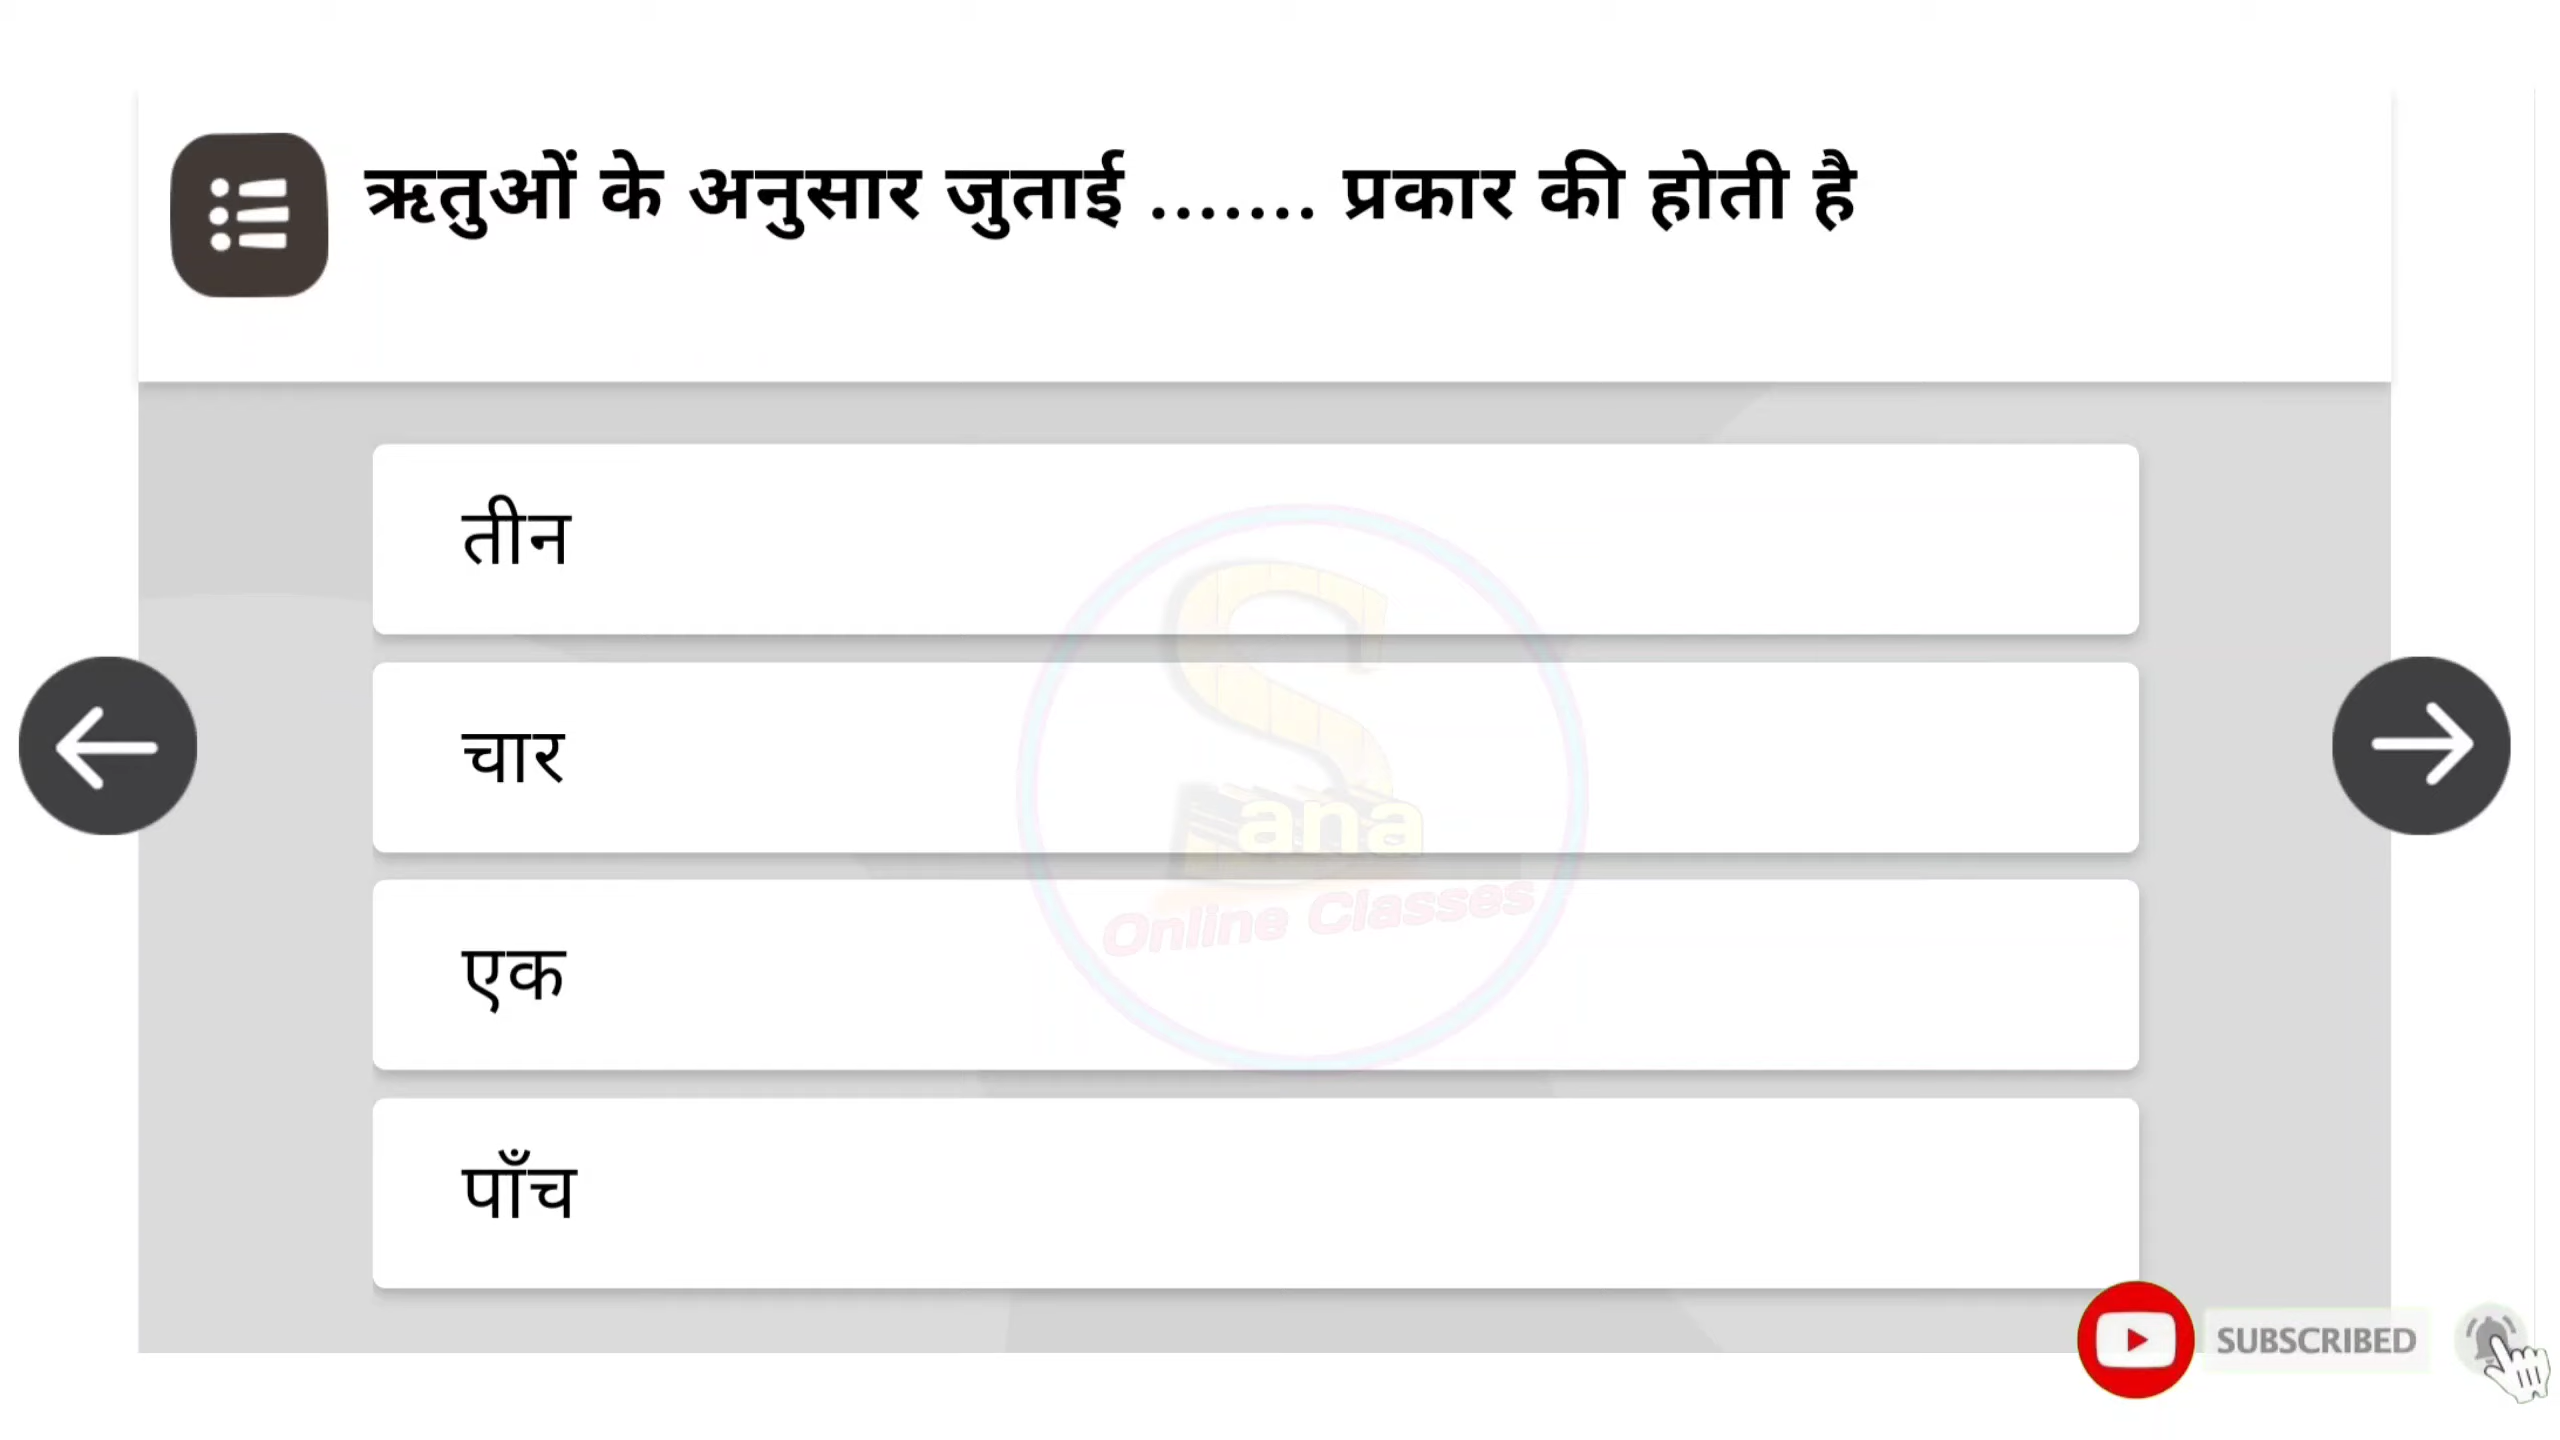 ऋतुओं के अनुसार जुताई ....... प्रकार की होती है
तीन
चार
एक
पाँच
Sana
Online Classes
SUBSCRIBED